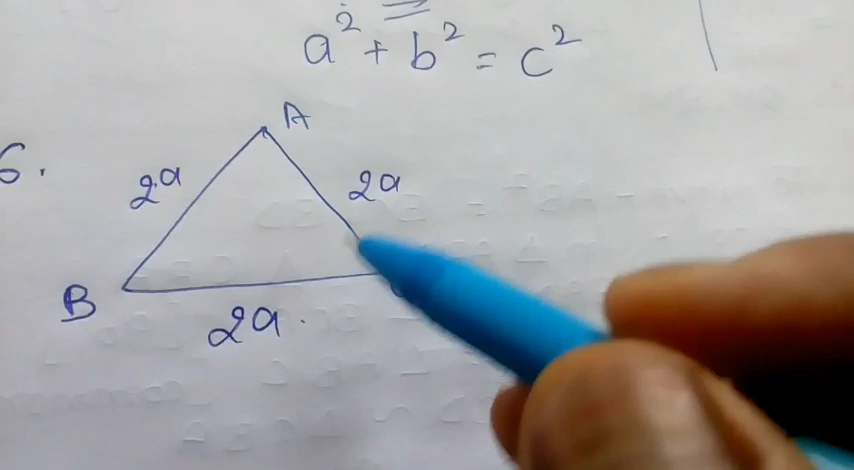 a² + b² = c²
6.
A
2a
2a
B
2a.